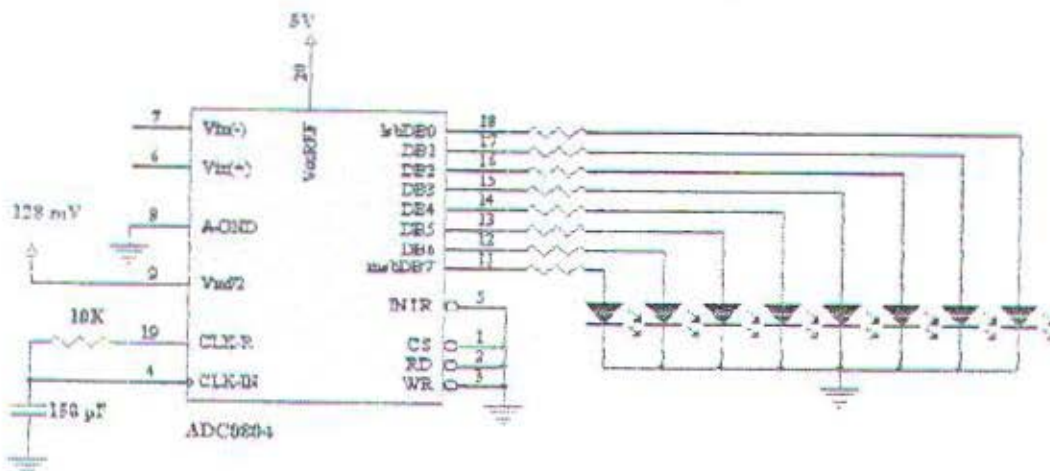 5V
20
7
Vin(-)
6
Vin(+)
VccREF
128 mV
8
A-GND
9
Vref/2
10K
19
CLK-R
4
CLK-IN
150 pF
ADC0804
lsbDB0
18
DB1
17
DB2
16
DB3
15
DB4
14
DB5
13
DB6
12
msbDB7
11
INTR
5
CS
1
RD
2
WR
3